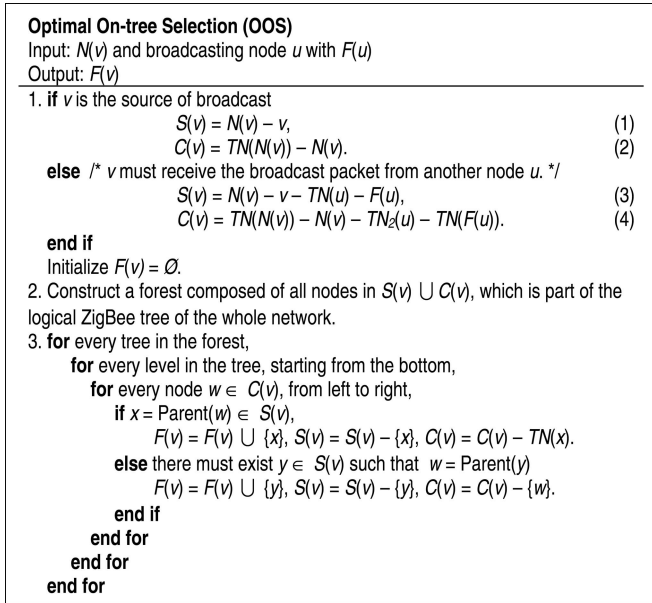 Optimal On-tree Selection (OOS)
Input: N(v) and broadcasting node u with F(u)
Output: F(v)
1. if v is the source of broadcast
S(v) = N(v) – v, (1)
C(v) = TN(N(v)) – N(v). (2)
else /* v must receive the broadcast packet from another node u. */
S(v) = N(v) – v – TN(u) – F(u), (3)
C(v) = TN(N(v)) – N(v) – TN₂(u) – TN(F(u)). (4)
end if
Initialize F(v) = Ø.
2. Construct a forest composed of all nodes in S(v) ∪ C(v), which is part of the
logical ZigBee tree of the whole network.
3. for every tree in the forest,
for every level in the tree, starting from the bottom,
for every node w ∈ C(v), from left to right,
if x = Parent(w) ∈ S(v),
F(v) = F(v) ∪ {x}, S(v) = S(v) – {x}, C(v) = C(v) – TN(x).
else there must exist y ∈ S(v) such that w = Parent(y)
F(v) = F(v) ∪ {y}, S(v) = S(v) – {y}, C(v) = C(v) – {w}.
end if
end for
end for
end for